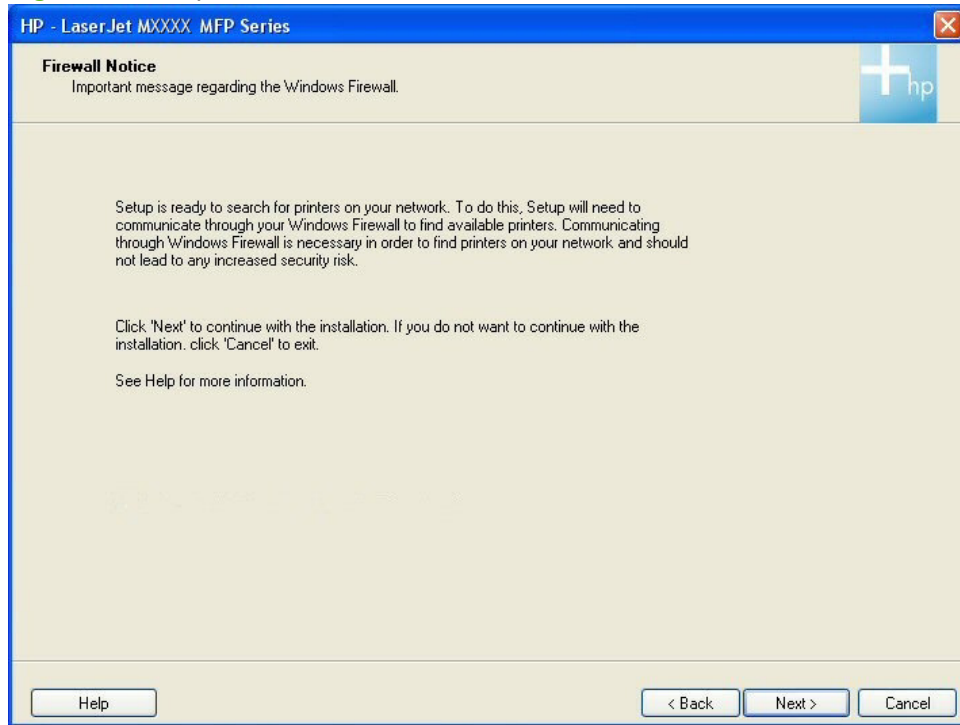 HP - LaserJet MXXXX MFP Series
Firewall Notice
Important message regarding the Windows Firewall.
hp
Setup is ready to search for printers on your network. To do this, Setup will need to
communicate through your Windows Firewall to find available printers. Communicating
through Windows Firewall is necessary in order to find printers on your network and should
not lead to any increased security risk.
Click 'Next' to continue with the installation. If you do not want to continue with the
installation. click 'Cancel' to exit.
See Help for more information.
Help
< Back
Next >
Cancel